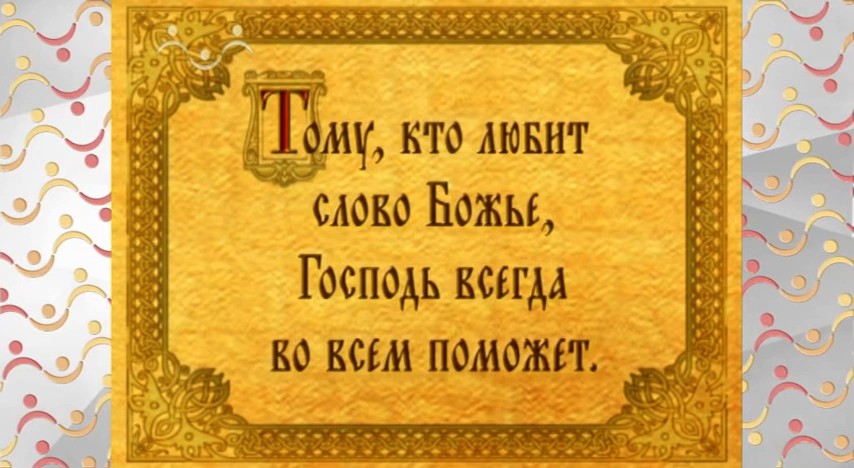 Тому, кто любит
слово Божье,
Господь всегда
во всем поможет.